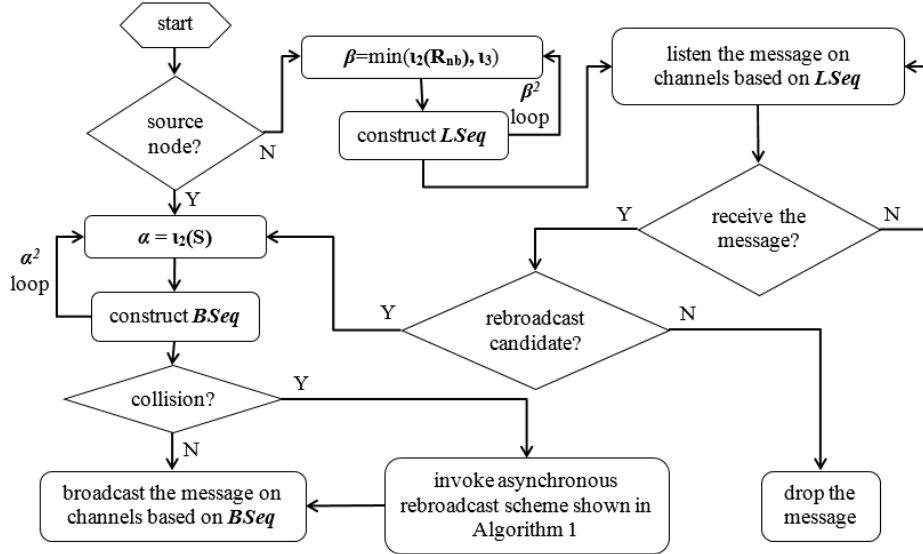 start
source
node?
N
Y
β=min(ι₂(Rnb), ι₃)
β²
loop
construct LSeq
listen the message on
channels based on LSeq
receive the
message?
Y
N
α = ι₂(S)
α²
loop
construct BSeq
rebroadcast
candidate?
Y
N
collision?
Y
N
broadcast the message on
channels based on BSeq
invoke asynchronous
rebroadcast scheme shown in
Algorithm 1
drop the
message